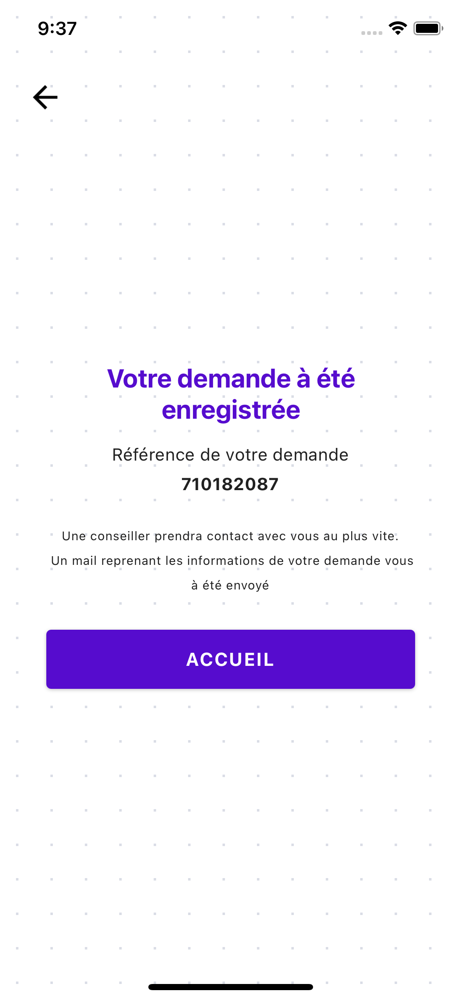 9:37
Votre demande à été
enregistrée
Référence de votre demande
710182087
Une conseiller prendra contact avec vous au plus vite.
Un mail reprenant les informations de votre demande vous
à été envoyé
ACCUEIL